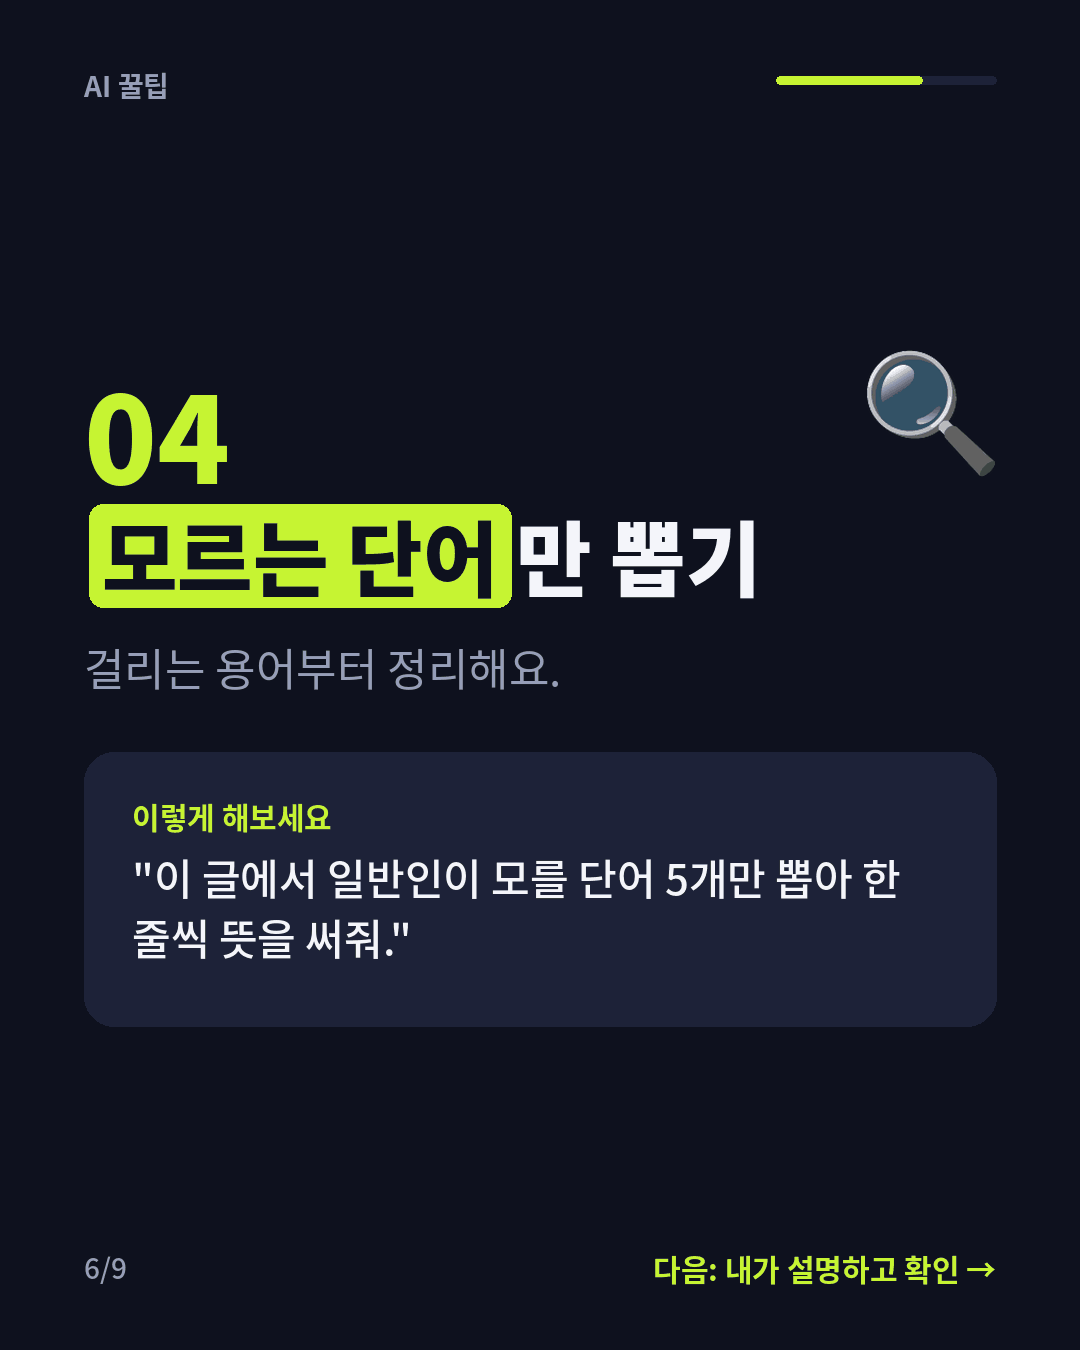 AI 꿀팁
04
모르는 단어만 뽑기
걸리는 용어부터 정리해요.
이렇게 해보세요
"이 글에서 일반인이 모를 단어 5개만 뽑아 한
줄씩 뜻을 써줘."
6/9
다음: 내가 설명하고 확인 →